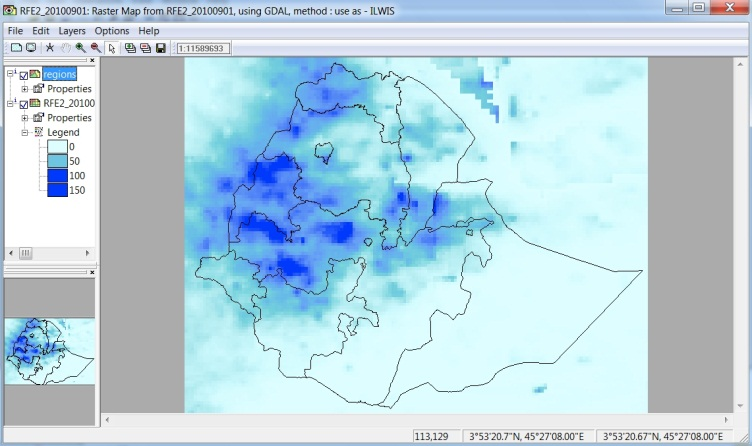 RFE2_20100901: Raster Map from RFE2_20100901, using GDAL, method : use as - ILWIS
File Edit Layers Options Help
1:11589693
regions
Properties
RFE2_20100
Properties
Legend
0
50
100
150
113,129 3°53'20.7"N, 45°27'08.00"E 3°53'20.67"N, 45°27'08.00"E